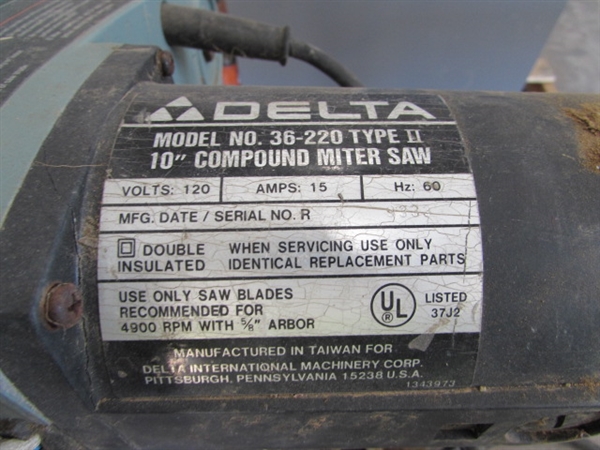 DELTA
MODEL NO. 36-220 TYPE II
10" COMPOUND MITER SAW
VOLTS: 120 AMPS: 15 Hz: 60
MFG. DATE / SERIAL NO. R
DOUBLE INSULATED
WHEN SERVICING USE ONLY
IDENTICAL REPLACEMENT PARTS
USE ONLY SAW BLADES
RECOMMENDED FOR
4900 RPM WITH 5/8" ARBOR
UL
LISTED
37J2
MANUFACTURED IN TAIWAN FOR
DELTA INTERNATIONAL MACHINERY CORP.
PITTSBURGH, PENNSYLVANIA 15238 U.S.A.
1343973